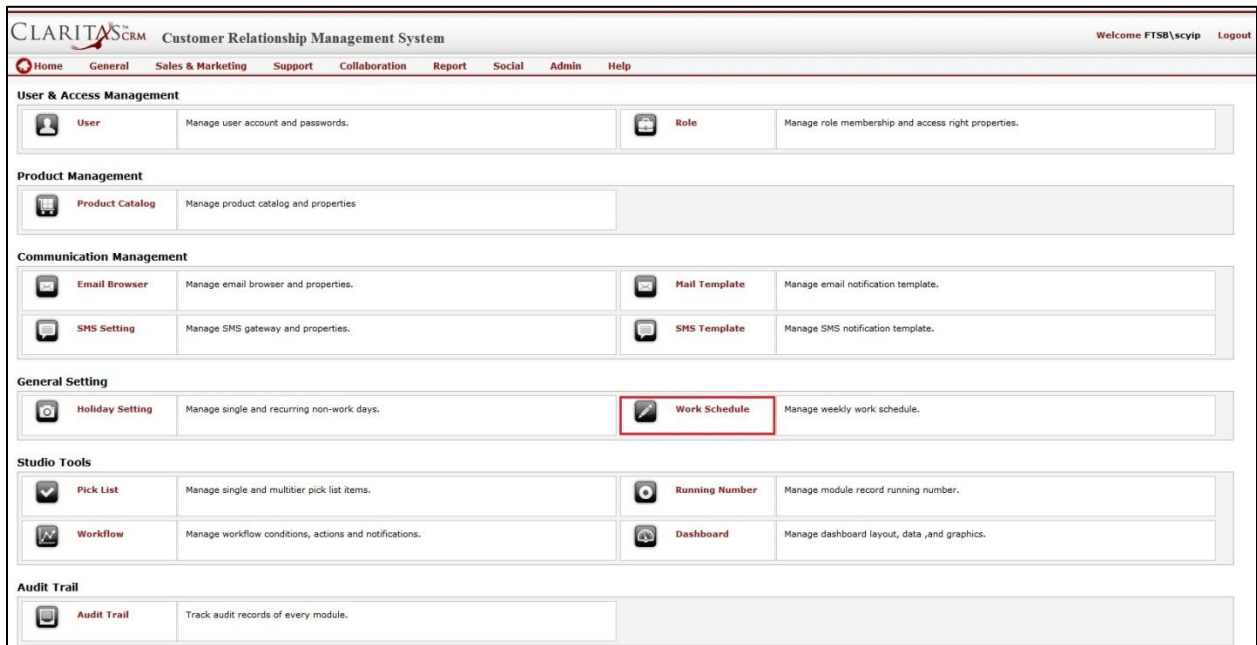 CLARITAS™CRM Customer Relationship Management System Welcome FTSB\scyip Logout
Home General Sales & Marketing Support Collaboration Report Social Admin Help
User & Access Management
User Manage user account and passwords. Role Manage role membership and access right properties.
Product Management
Product Catalog Manage product catalog and properties
Communication Management
Email Browser Manage email browser and properties. Mail Template Manage email notification template.
SMS Setting Manage SMS gateway and properties. SMS Template Manage SMS notification template.
General Setting
Holiday Setting Manage single and recurring non-work days. Work Schedule Manage weekly work schedule.
Studio Tools
Pick List Manage single and multitier pick list items. Running Number Manage module record running number.
Workflow Manage workflow conditions, actions and notifications. Dashboard Manage dashboard layout, data ,and graphics.
Audit Trail
Audit Trail Track audit records of every module.